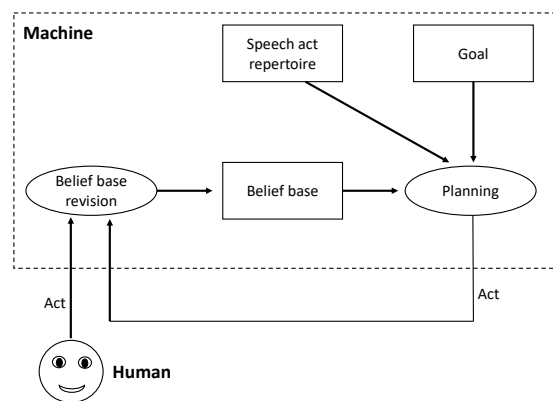 Machine
Speech act
repertoire
Goal
Belief base
revision
Belief base
Planning
Act
Act
Human